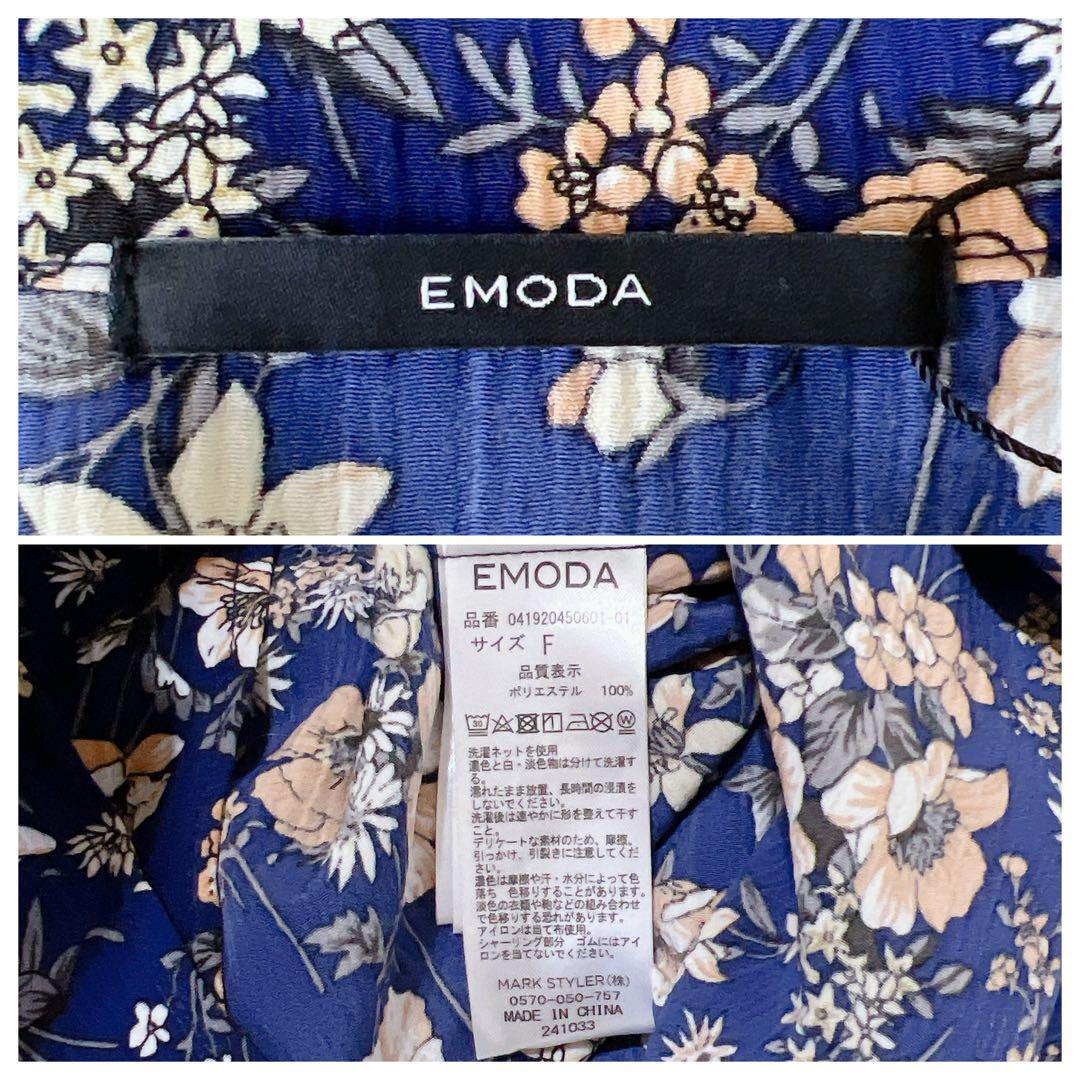 EMODA
EMODA
品番 041920450601-01
サイズ F
品質表示
ポリエステル 100%
洗濯ネットを使用
濃色と白・淡色物は分けて洗濯す
る。
濡れたまま放置、長時間の浸漬を
しないでください。
洗濯後は速やかに形を整えて干す
こと。
デリケートな素材のため、摩擦、
引っかけ、引裂きに注意してくだ
さい。
濃色は摩擦や汗・水分によって色
落ち 色移りすることがあります。
淡色の衣類や鞄などの組み合わせ
で色移りする恐れがあります。
アイロンは当て布使用。
シャーリング部分 ゴムにはアイ
ロンを当てないでください。
MARK STYLER(株)
0570-050-757
MADE IN CHINA
241033